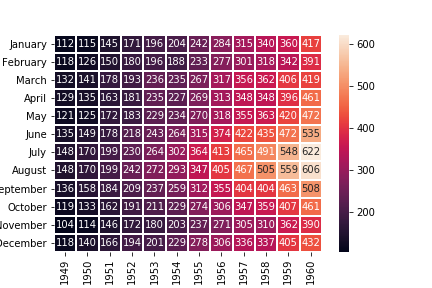 January 112 115 145 171 196 204 242 284 315 340 360 417
February 118 126 150 180 196 188 233 277 301 318 342 391
March 132 141 178 193 236 235 267 317 356 362 406 419
April 129 135 163 181 235 227 269 313 348 348 396 461
May 121 125 172 183 229 234 270 318 355 363 420 472
June 135 149 178 218 243 264 315 374 422 435 472 535
July 148 170 199 230 264 302 364 413 465 491 548 622
August 148 170 199 242 272 293 347 405 467 505 559 606
September 136 158 184 209 237 259 312 355 404 404 463 508
October 119 133 162 191 211 229 274 306 347 359 407 461
November 104 114 146 172 180 203 237 271 305 310 362 390
December 118 140 166 194 201 229 278 306 336 337 405 432
1949 1950 1951 1952 1953 1954 1955 1956 1957 1958 1959 1960
600
500
400
300
200